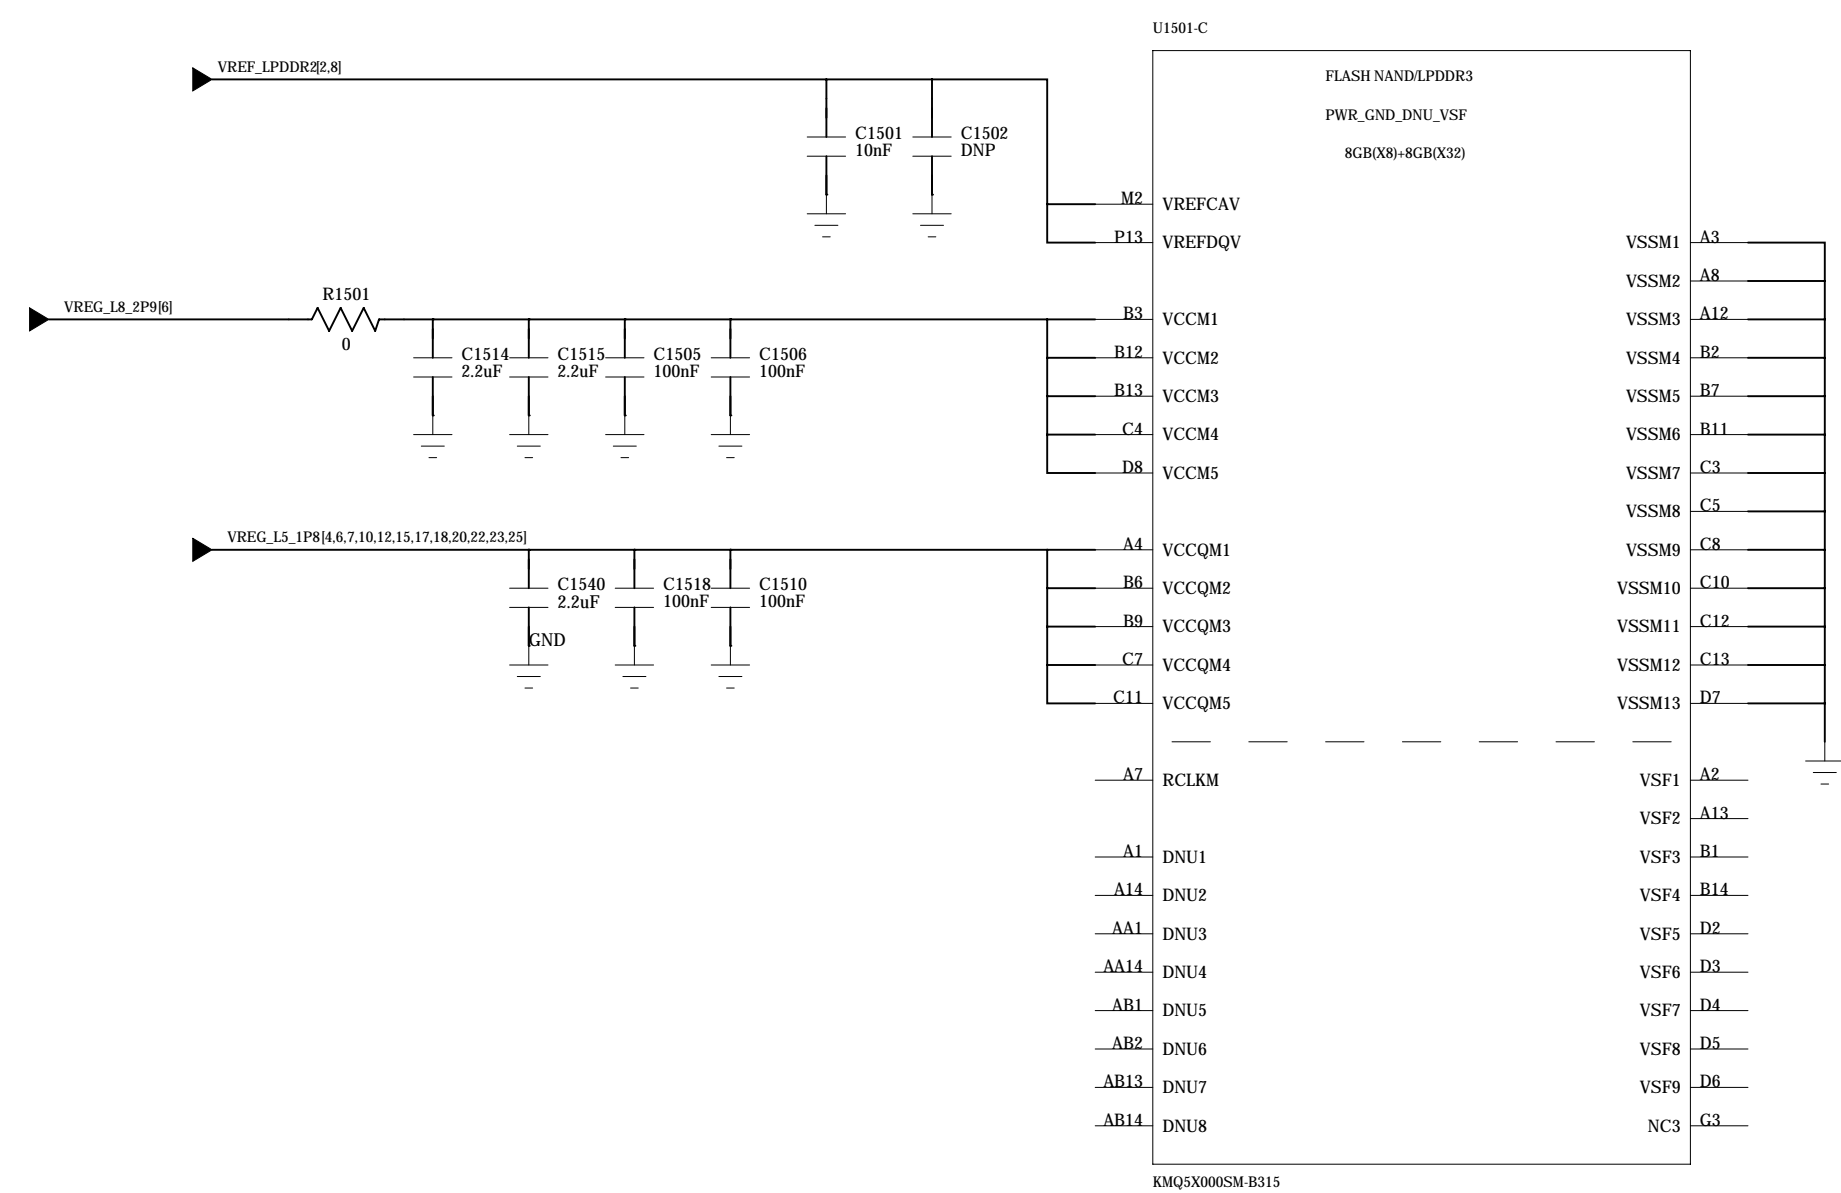 U1501-C
FLASH NAND/LPDDR3
PWR_GND_DNU_VSF
8GB(X8)+8GB(X32)
VREF_LPDDR2[2,8]
C1501
10nF
C1502
DNP
M2 VREFCAV
P13 VREFDQV
VREG_L8_2P9[6]
R1501
0
C1514
2.2uF
C1515
2.2uF
C1505
100nF
C1506
100nF
B3 VCCM1
B12 VCCM2
B13 VCCM3
C4 VCCM4
D8 VCCM5
VREG_L5_1P8[4,6,7,10,12,15,17,18,20,22,23,25]
C1540
2.2uF
GND
C1518
100nF
C1510
100nF
A4 VCCQM1
B6 VCCQM2
B9 VCCQM3
C7 VCCQM4
C11 VCCQM5
A7 RCLKM
A1 DNU1
A14 DNU2
AA1 DNU3
AA14 DNU4
AB1 DNU5
AB2 DNU6
AB13 DNU7
AB14 DNU8
VSSM1 A3
VSSM2 A8
VSSM3 A12
VSSM4 B2
VSSM5 B7
VSSM6 B11
VSSM7 C3
VSSM8 C5
VSSM9 C8
VSSM10 C10
VSSM11 C12
VSSM12 C13
VSSM13 D7
VSF1 A2
VSF2 A13
VSF3 B1
VSF4 B14
VSF5 D2
VSF6 D3
VSF7 D4
VSF8 D5
VSF9 D6
NC3 G3
KMQ5X000SM-B315